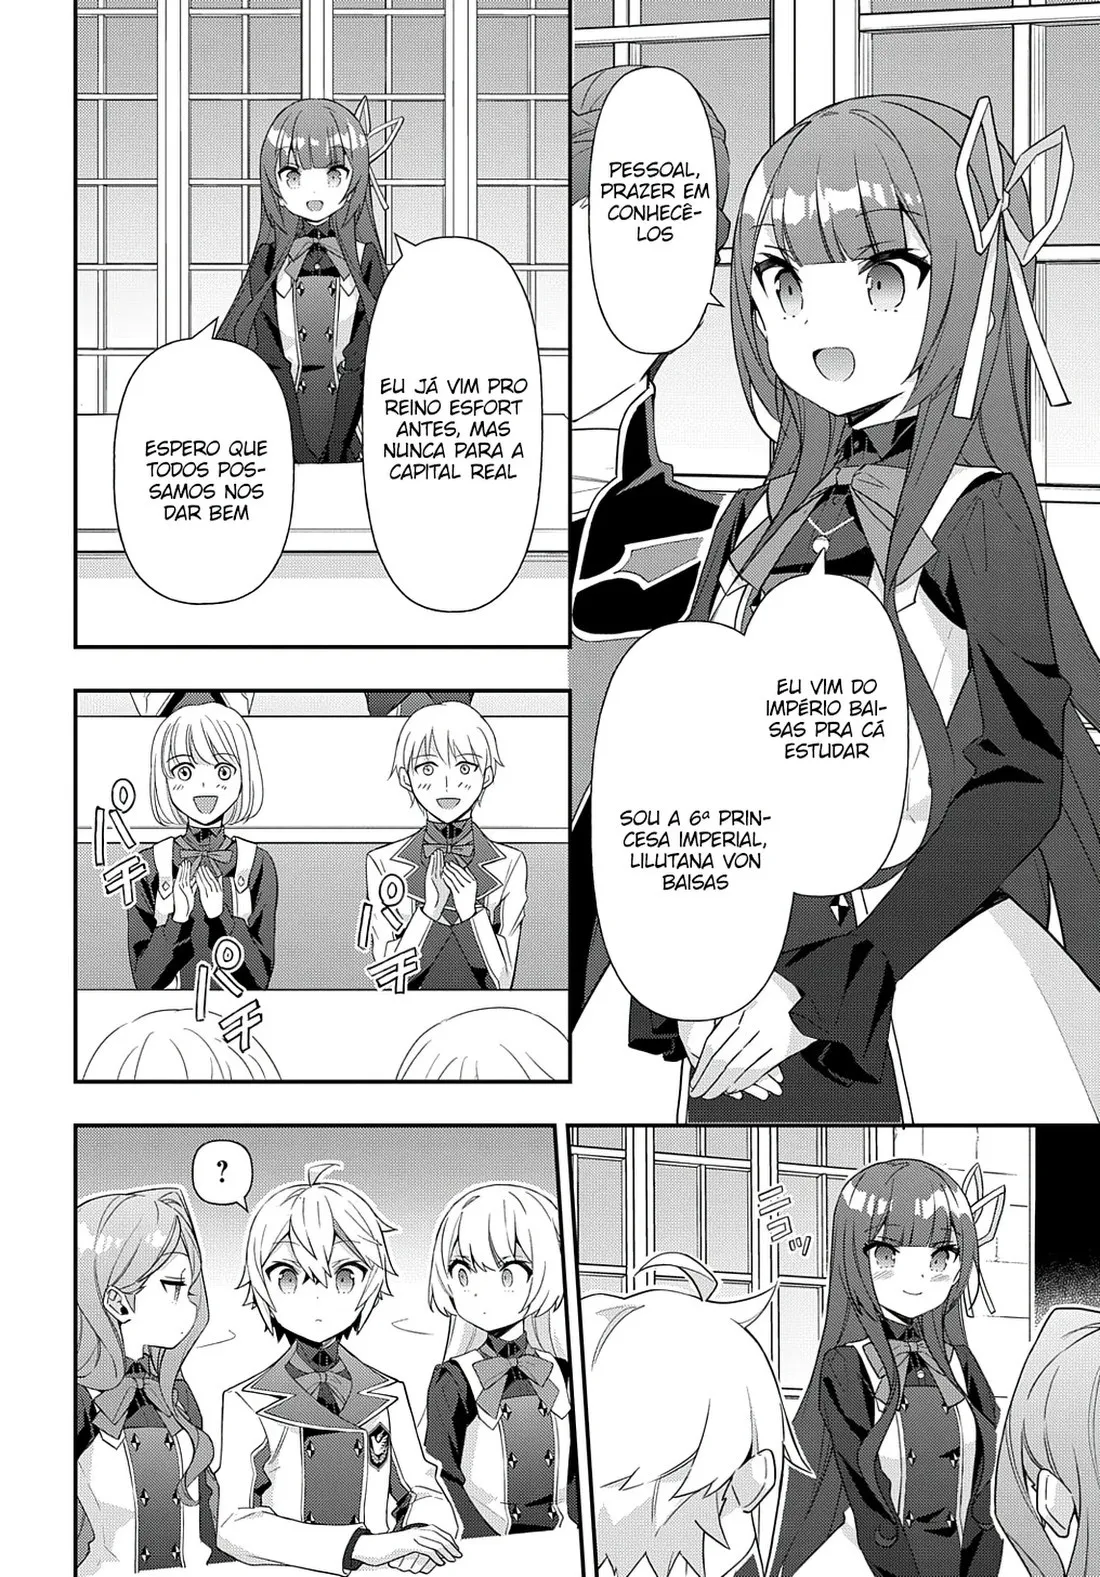 PESSOAL,
PRAZER EM
CONHECÊ-
LOS
EU VIM DO
IMPÉRIO BAI-
SAS PRA CÁ
ESTUDAR
SOU A 6ª PRIN-
CESA IMPERIAL,
LILUTANA VON
BAISAS
EU JÁ VIM PRO
REINO ESFORT
ANTES, MAS
NUNCA PARA A
CAPITAL REAL
ESPERO QUE
TODOS POS-
SAMOS NOS
DAR BEM
パチ
パチ
パチ
ニコッ
?